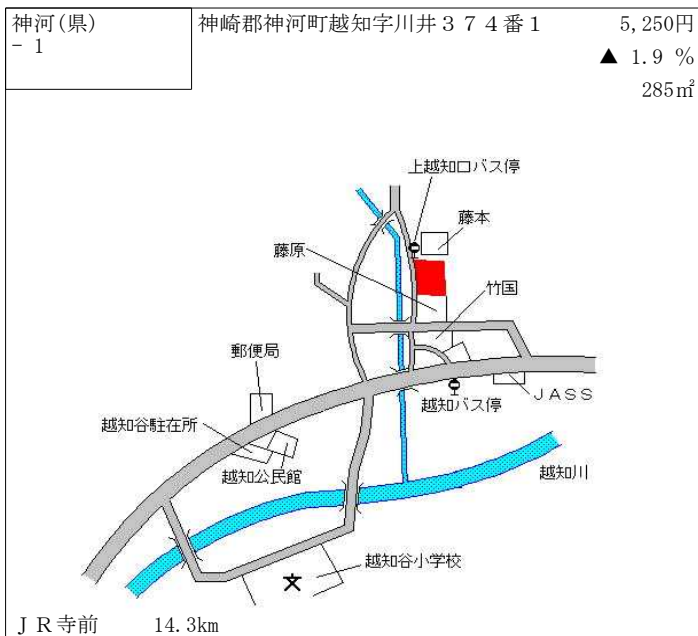 神河(県)
- 1
神崎郡神河町越知字川井３７４番１
5,250円
▲ 1.9 %
285㎡
上越知口バス停
藤本
藤原
竹国
郵便局
ＪＡＳＳ
越知バス停
越知谷駐在所
越知公民館
越知川
越知谷小学校
文
ＪＲ寺前 14.3km